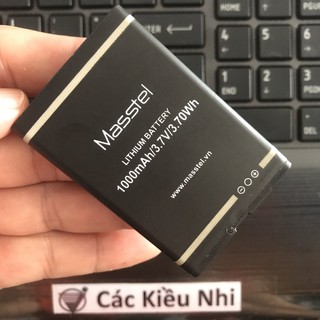 Masstel
LITHIUM BATTERY
1000mAh/3.7V/3.70Wh
www.masstel.vn
Các Kiều Nhi